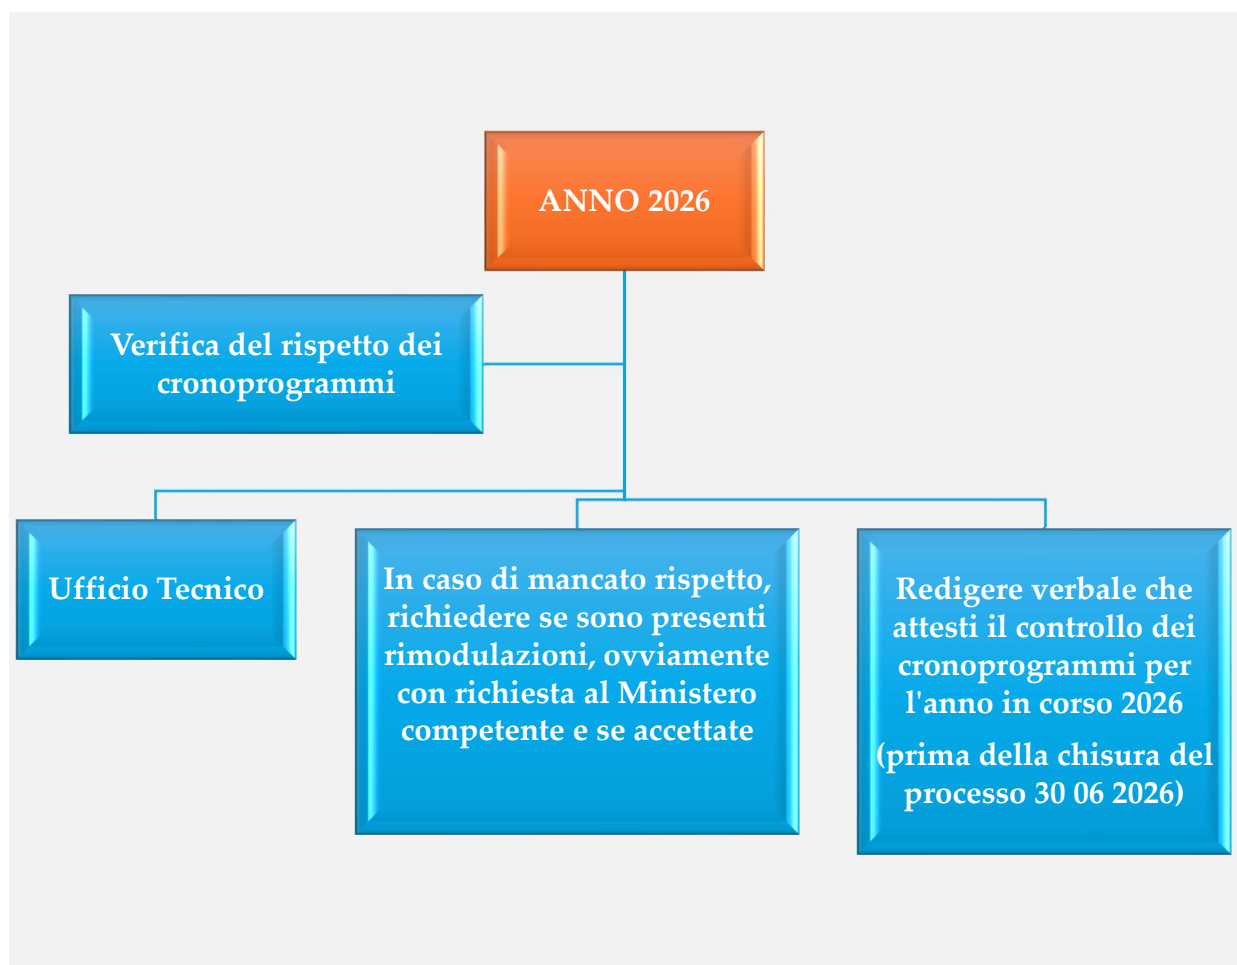 ANNO 2026
Verifica del rispetto dei
cronoprogrammi
Ufficio Tecnico
In caso di mancato rispetto,
richiedere se sono presenti
rimodulazioni, ovviamente
con richiesta al Ministero
competente e se accettate
Redigere verbale che
attesti il controllo dei
cronoprogrammi per
l'anno in corso 2026
(prima della chisura del
processo 30 06 2026)